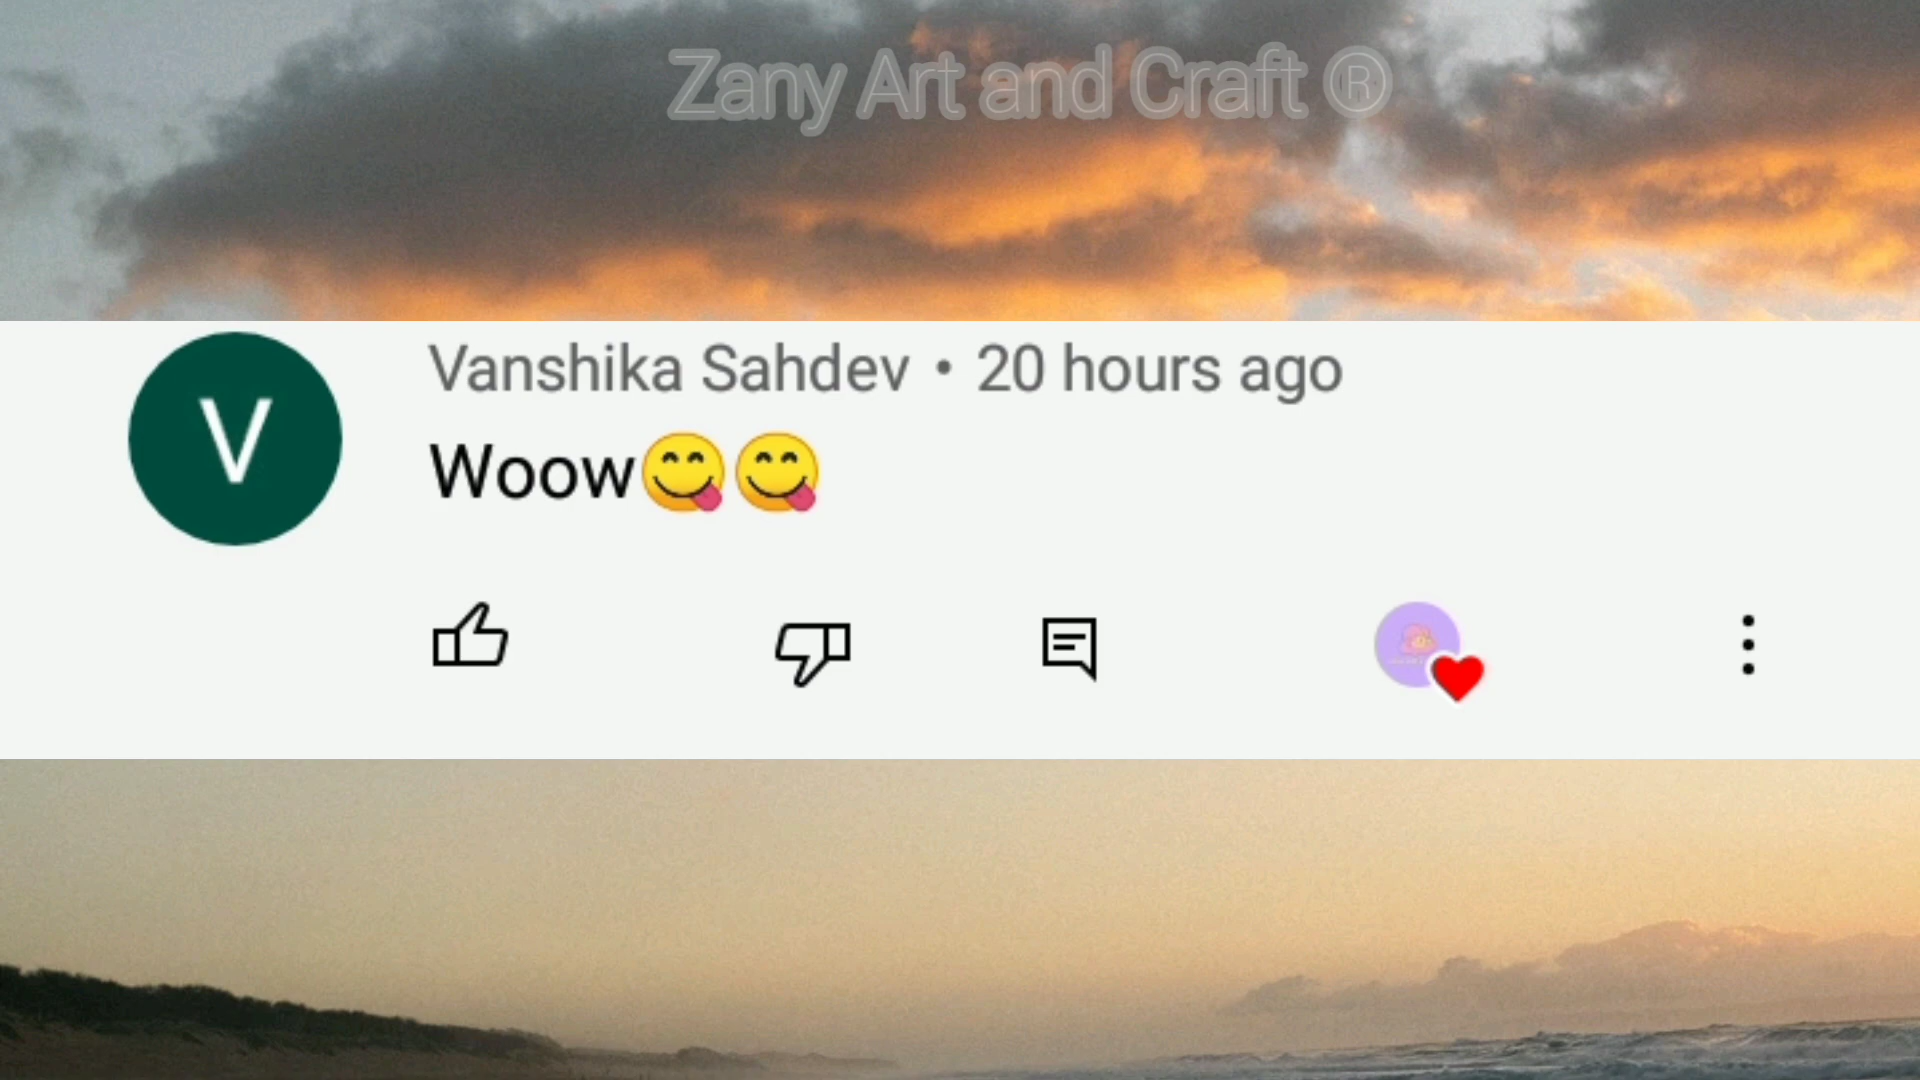 Zany Art and Craft ®
V
Vanshika Sahdev • 20 hours ago
Woow😋😋